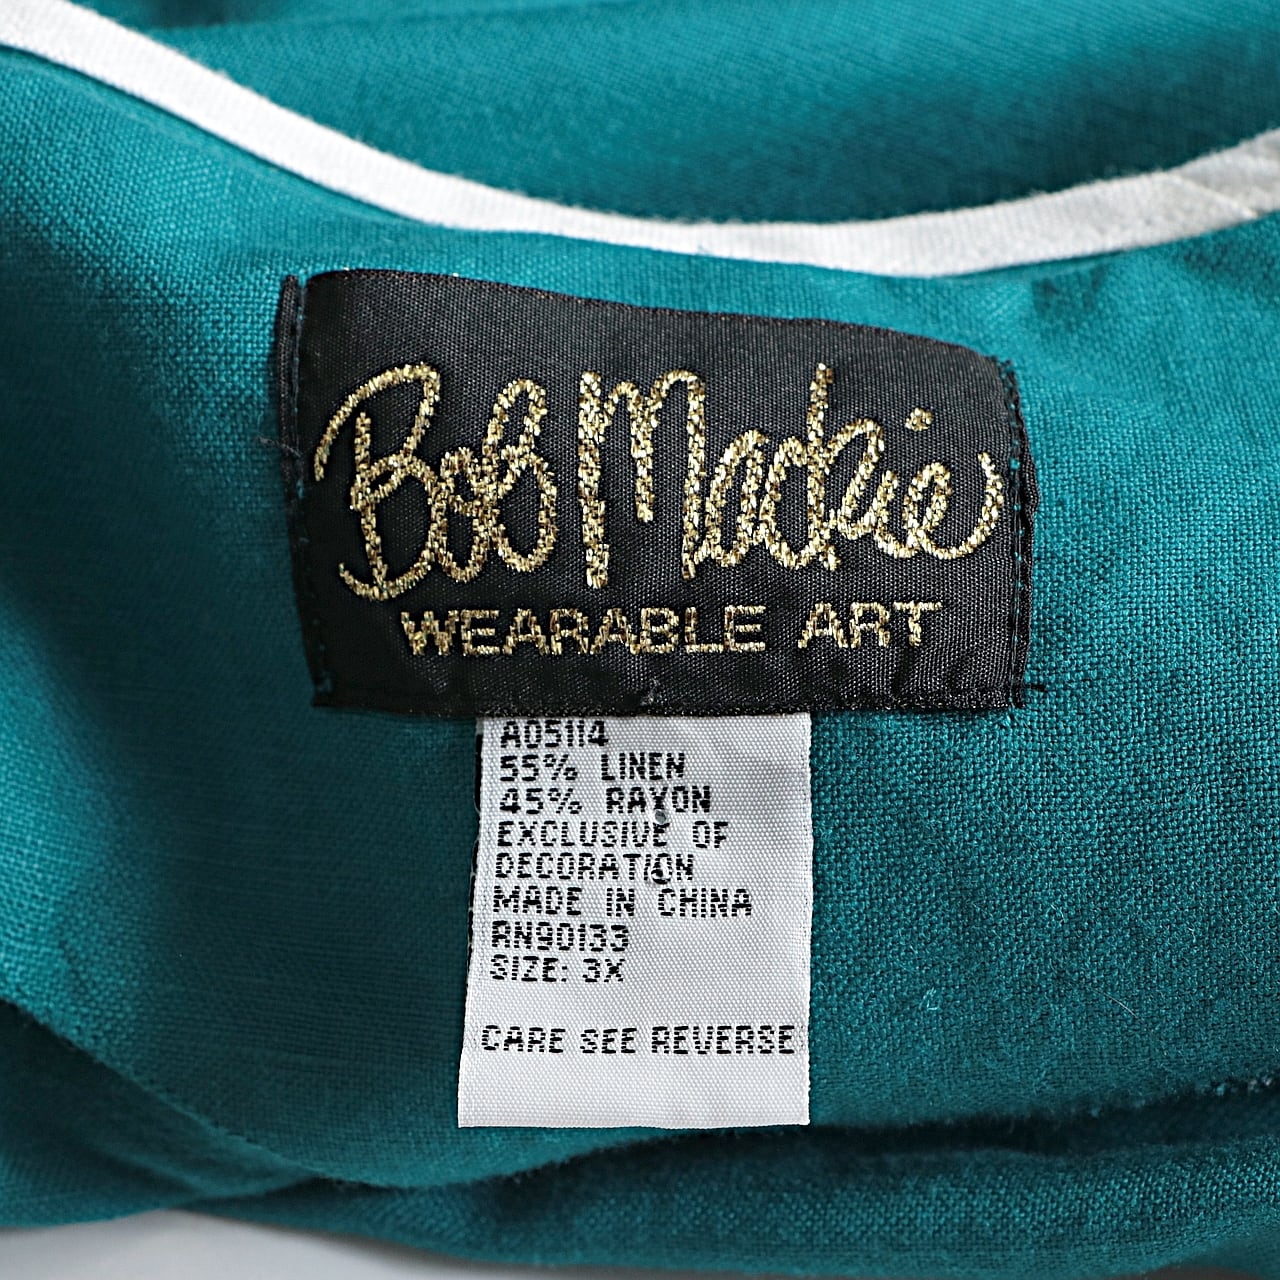 Bob Mackie
WEARABLE ART
A05114
55% LINEN
45% RAYON
EXCLUSIVE OF
DECORATION
MADE IN CHINA
RN90133
SIZE: 3X
CARE SEE REVERSE